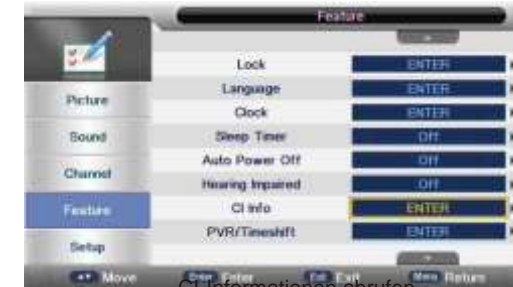 Feature
Lock ENTER
Language ENTER
Picture
Clock ENTER
Sound
Sleep Timer Off
Auto Power Off Off
Channel
Hearing Impaired Off
Feature
CI Info ENTER
PVR/Timeshift ENTER
Setup
Move Enter Enter Exit Exit Menu Return
CI Informationen abrufen